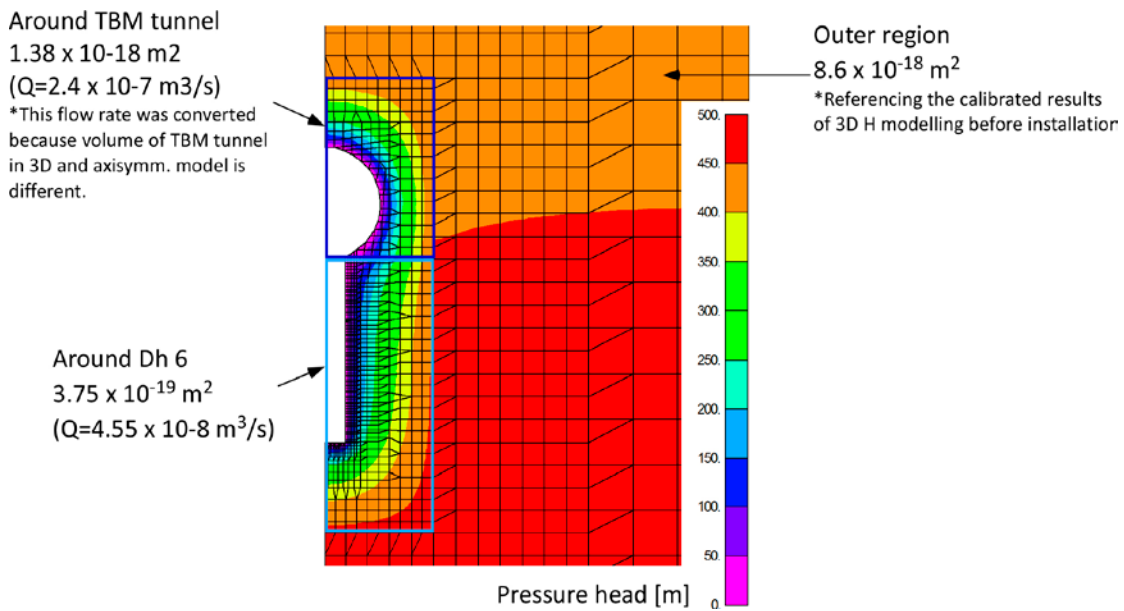 Around TBM tunnel
1.38 x 10-18 m2
(Q=2.4 x 10-7 m3/s)
*This flow rate was converted
because volume of TBM tunnel
in 3D and axisymm. model is
different.
Outer region
8.6 x 10⁻¹⁸ m²
*Referencing the calibrated results
of 3D H modelling before installation
Around Dh 6
3.75 x 10⁻¹⁹ m²
(Q=4.55 x 10-8 m³/s)
500.
450.
400.
350.
300.
250.
200.
150.
100.
50.
0.
Pressure head [m]